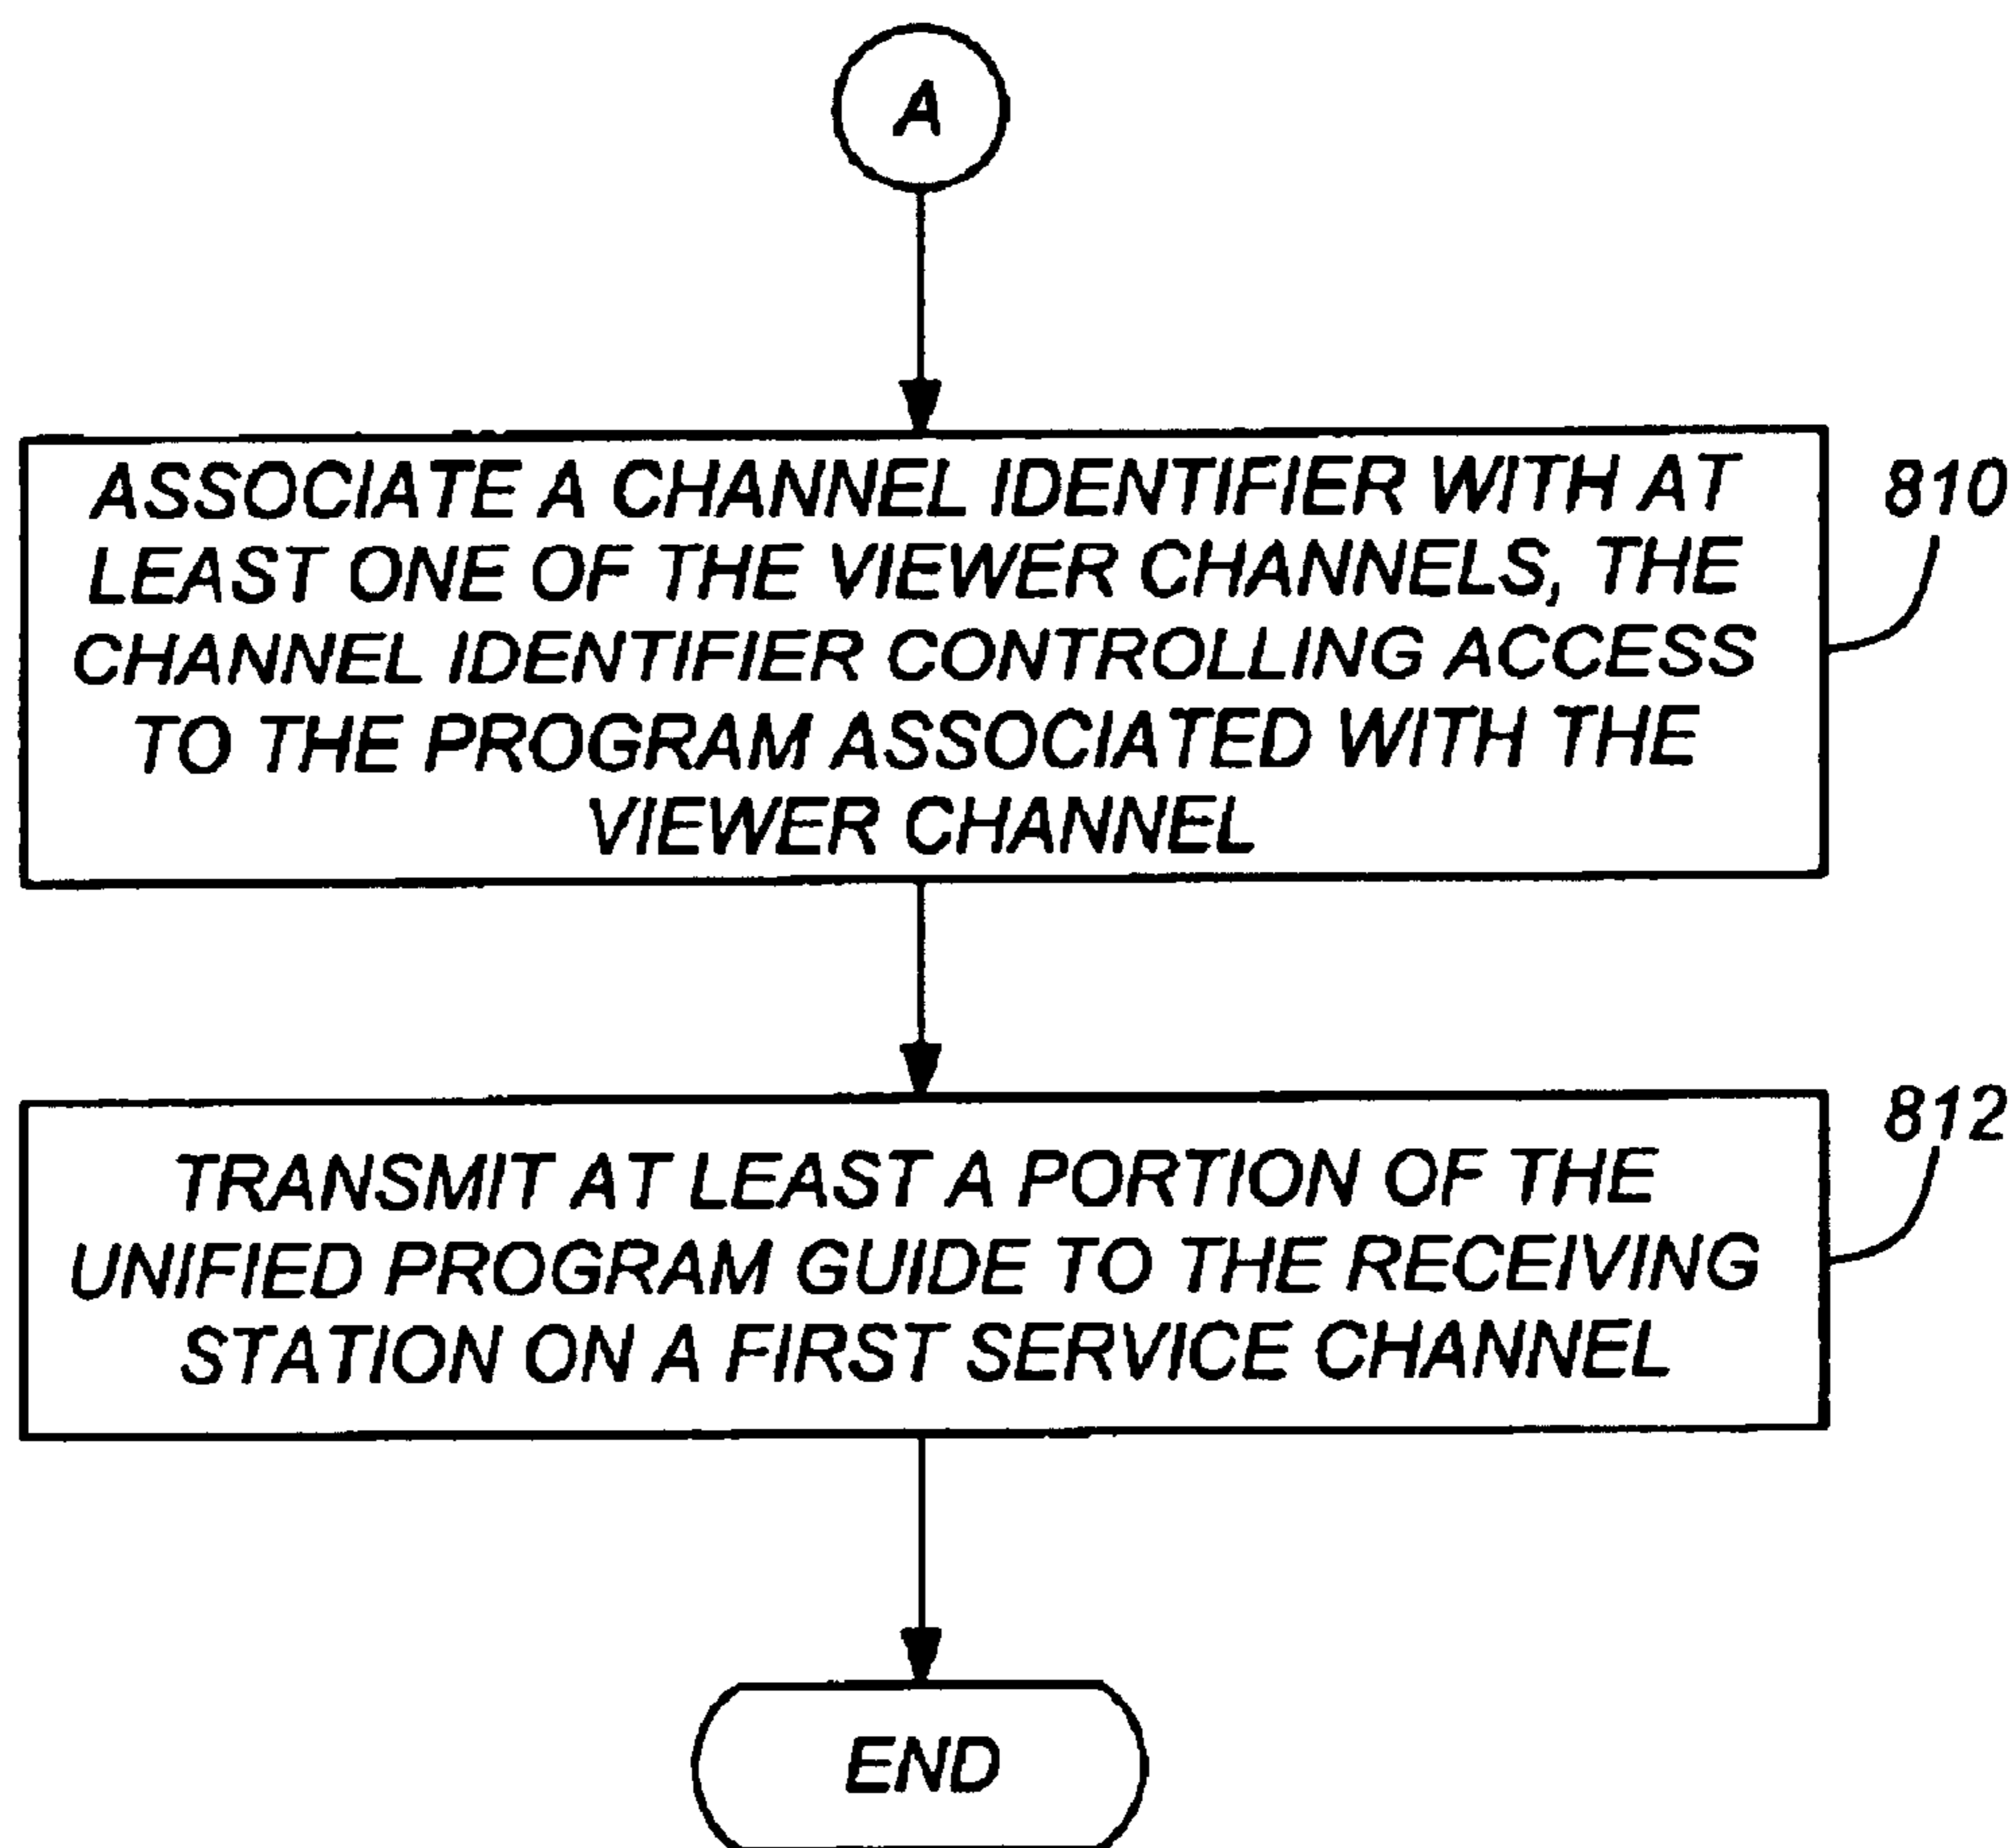 A
ASSOCIATE A CHANNEL IDENTIFIER WITH AT
LEAST ONE OF THE VIEWER CHANNELS, THE
CHANNEL IDENTIFIER CONTROLLING ACCESS
TO THE PROGRAM ASSOCIATED WITH THE
VIEWER CHANNEL
810
TRANSMIT AT LEAST A PORTION OF THE
UNIFIED PROGRAM GUIDE TO THE RECEIVING
STATION ON A FIRST SERVICE CHANNEL
812
END